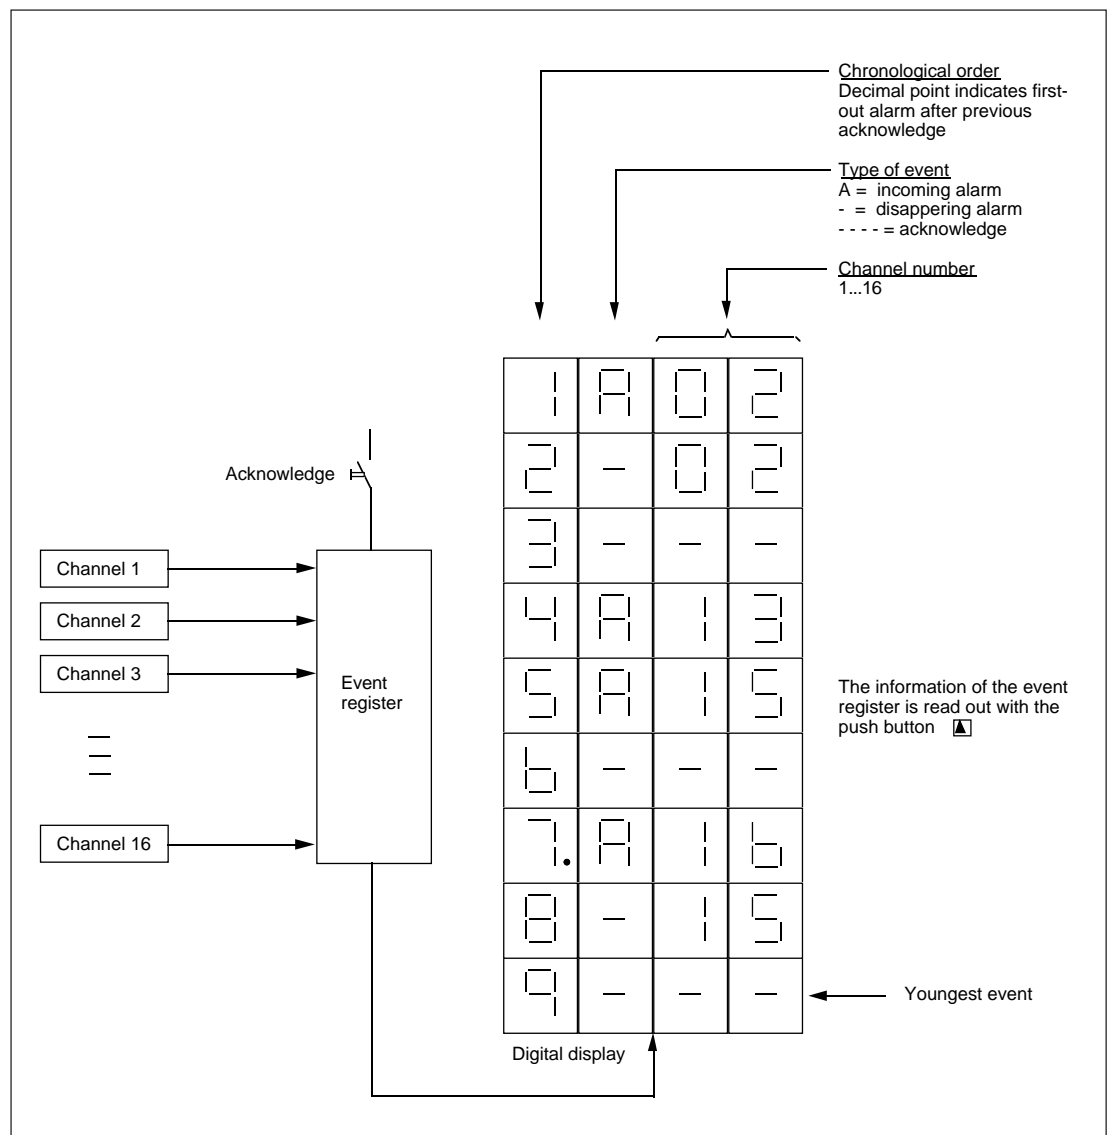 Chronological order
Decimal point indicates first-
out alarm after previous
acknowledge
Type of event
A = incoming alarm
- = disappering alarm
- - - - = acknowledge
Channel number
1...16
1 A 0 2
2 - 0 2
3 - - -
4 A 1 3
5 A 1 5
6 - - -
7. A 1 6
8 - 1 5
9 - - -
Acknowledge
Channel 1
Channel 2
Channel 3
Channel 16
Event
register
The information of the event
register is read out with the
push button
Youngest event
Digital display